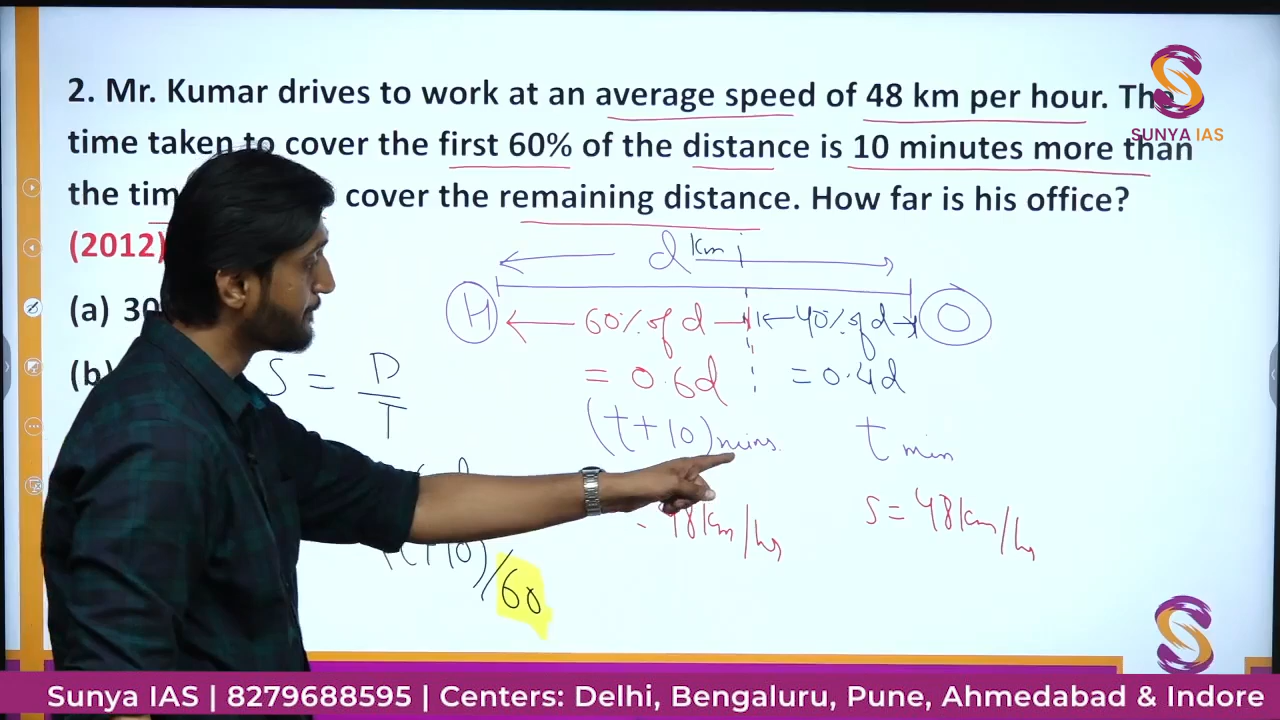 2. Mr. Kumar drives to work at an average speed of 48 km per hour. The
SUNYA IAS
time taken to cover the first 60% of the distance is 10 minutes more than
the tim cover the remaining distance. How far is his office?
(2012)
d km
(a) 30
H 60% of d 40% of d O
(b)
S = D/T
= 0.6d = 0.4d
(t+10) mins. t min
48 km/hr S = 48 km/hr
+10)/60
Sunya IAS | 8279688595 | Centers: Delhi, Bengaluru, Pune, Ahmedabad & Indore